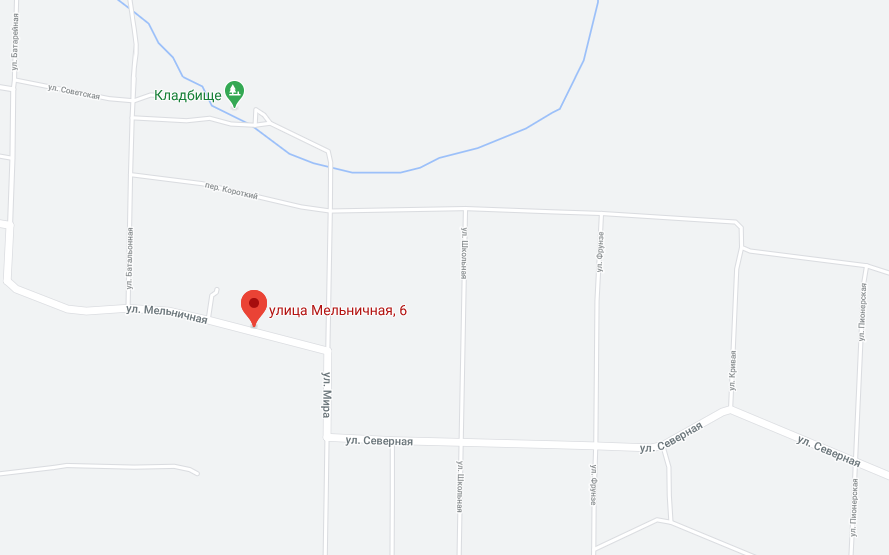 ул. Батарейная
ул. Советская
Кладбище
пер. Короткий
ул. Батальонная
ул. Школьная
ул. Фрунзе
ул. Пионерская
ул. Мельничная
улица Мельничная, 6
ул. Мира
ул. Кривая
ул. Северная
ул. Северная
ул. Северная
ул. Школьная
ул. Фрунзе
ул. Пионерская